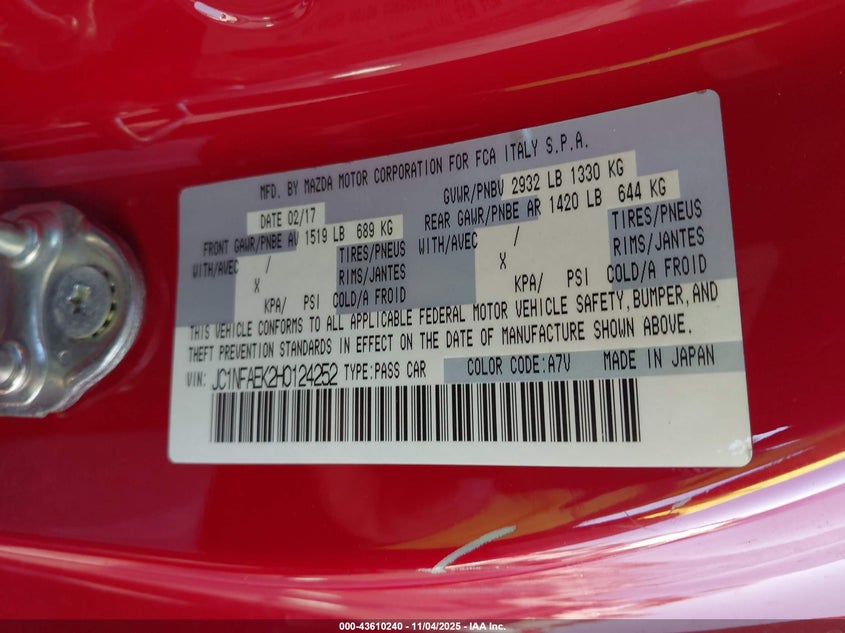 MFD. BY MAZDA MOTOR CORPORATION FOR FCA ITALY S.P.A.
DATE 02/17 GVWR/PNBV 2932 LB 1330 KG
FRONT GAWR/PNBE AV 1519 LB 689 KG REAR GAWR/PNBE AR 1420 LB 644 KG
WITH/AVEC / TIRES/PNEUS WITH/AVEC / TIRES/PNEUS
X RIMS/JANTES X RIMS/JANTES
KPA/ PSI COLD/A FROID KPA/ PSI COLD/A FROID
THIS VEHICLE CONFORMS TO ALL APPLICABLE FEDERAL MOTOR VEHICLE SAFETY, BUMPER, AND
THEFT PREVENTION STANDARDS IN EFFECT ON THE DATE OF MANUFACTURE SHOWN ABOVE.
VIN: JC1NFAEK2H0124252 TYPE:PASS CAR COLOR CODE:A7V MADE IN JAPAN
000-43610240 - 11/04/2025 - IAA Inc.